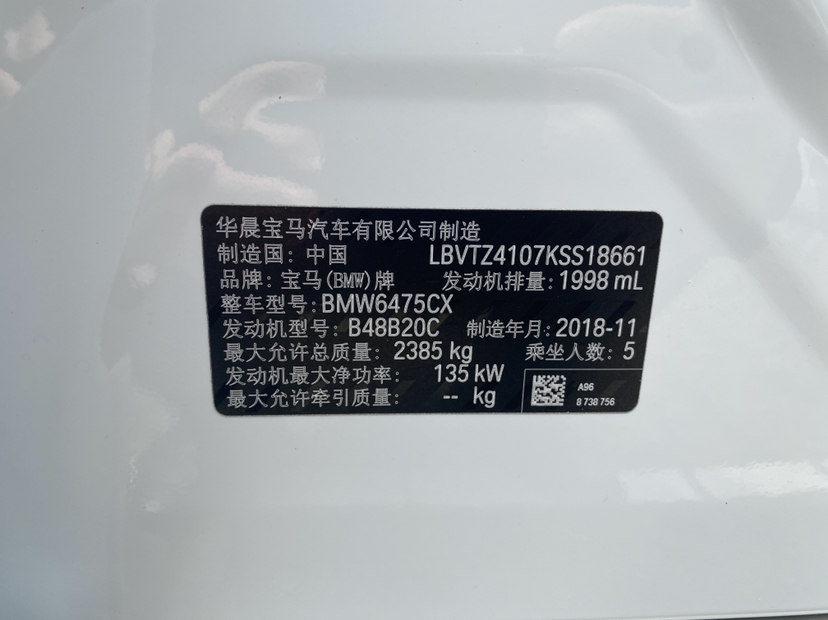 华晨宝马汽车有限公司制造
制造国：中国 LBVTZ4107KSS18661
品牌：宝马(BMW)牌 发动机排量：1998 mL
整车型号：BMW6475CX
发动机型号：B48B20C 制造年月：2018-11
最大允许总质量：2385 kg 乘坐人数：5
发动机最大净功率： 135 kW
最大允许牵引质量： -- kg
A96
8 738 756